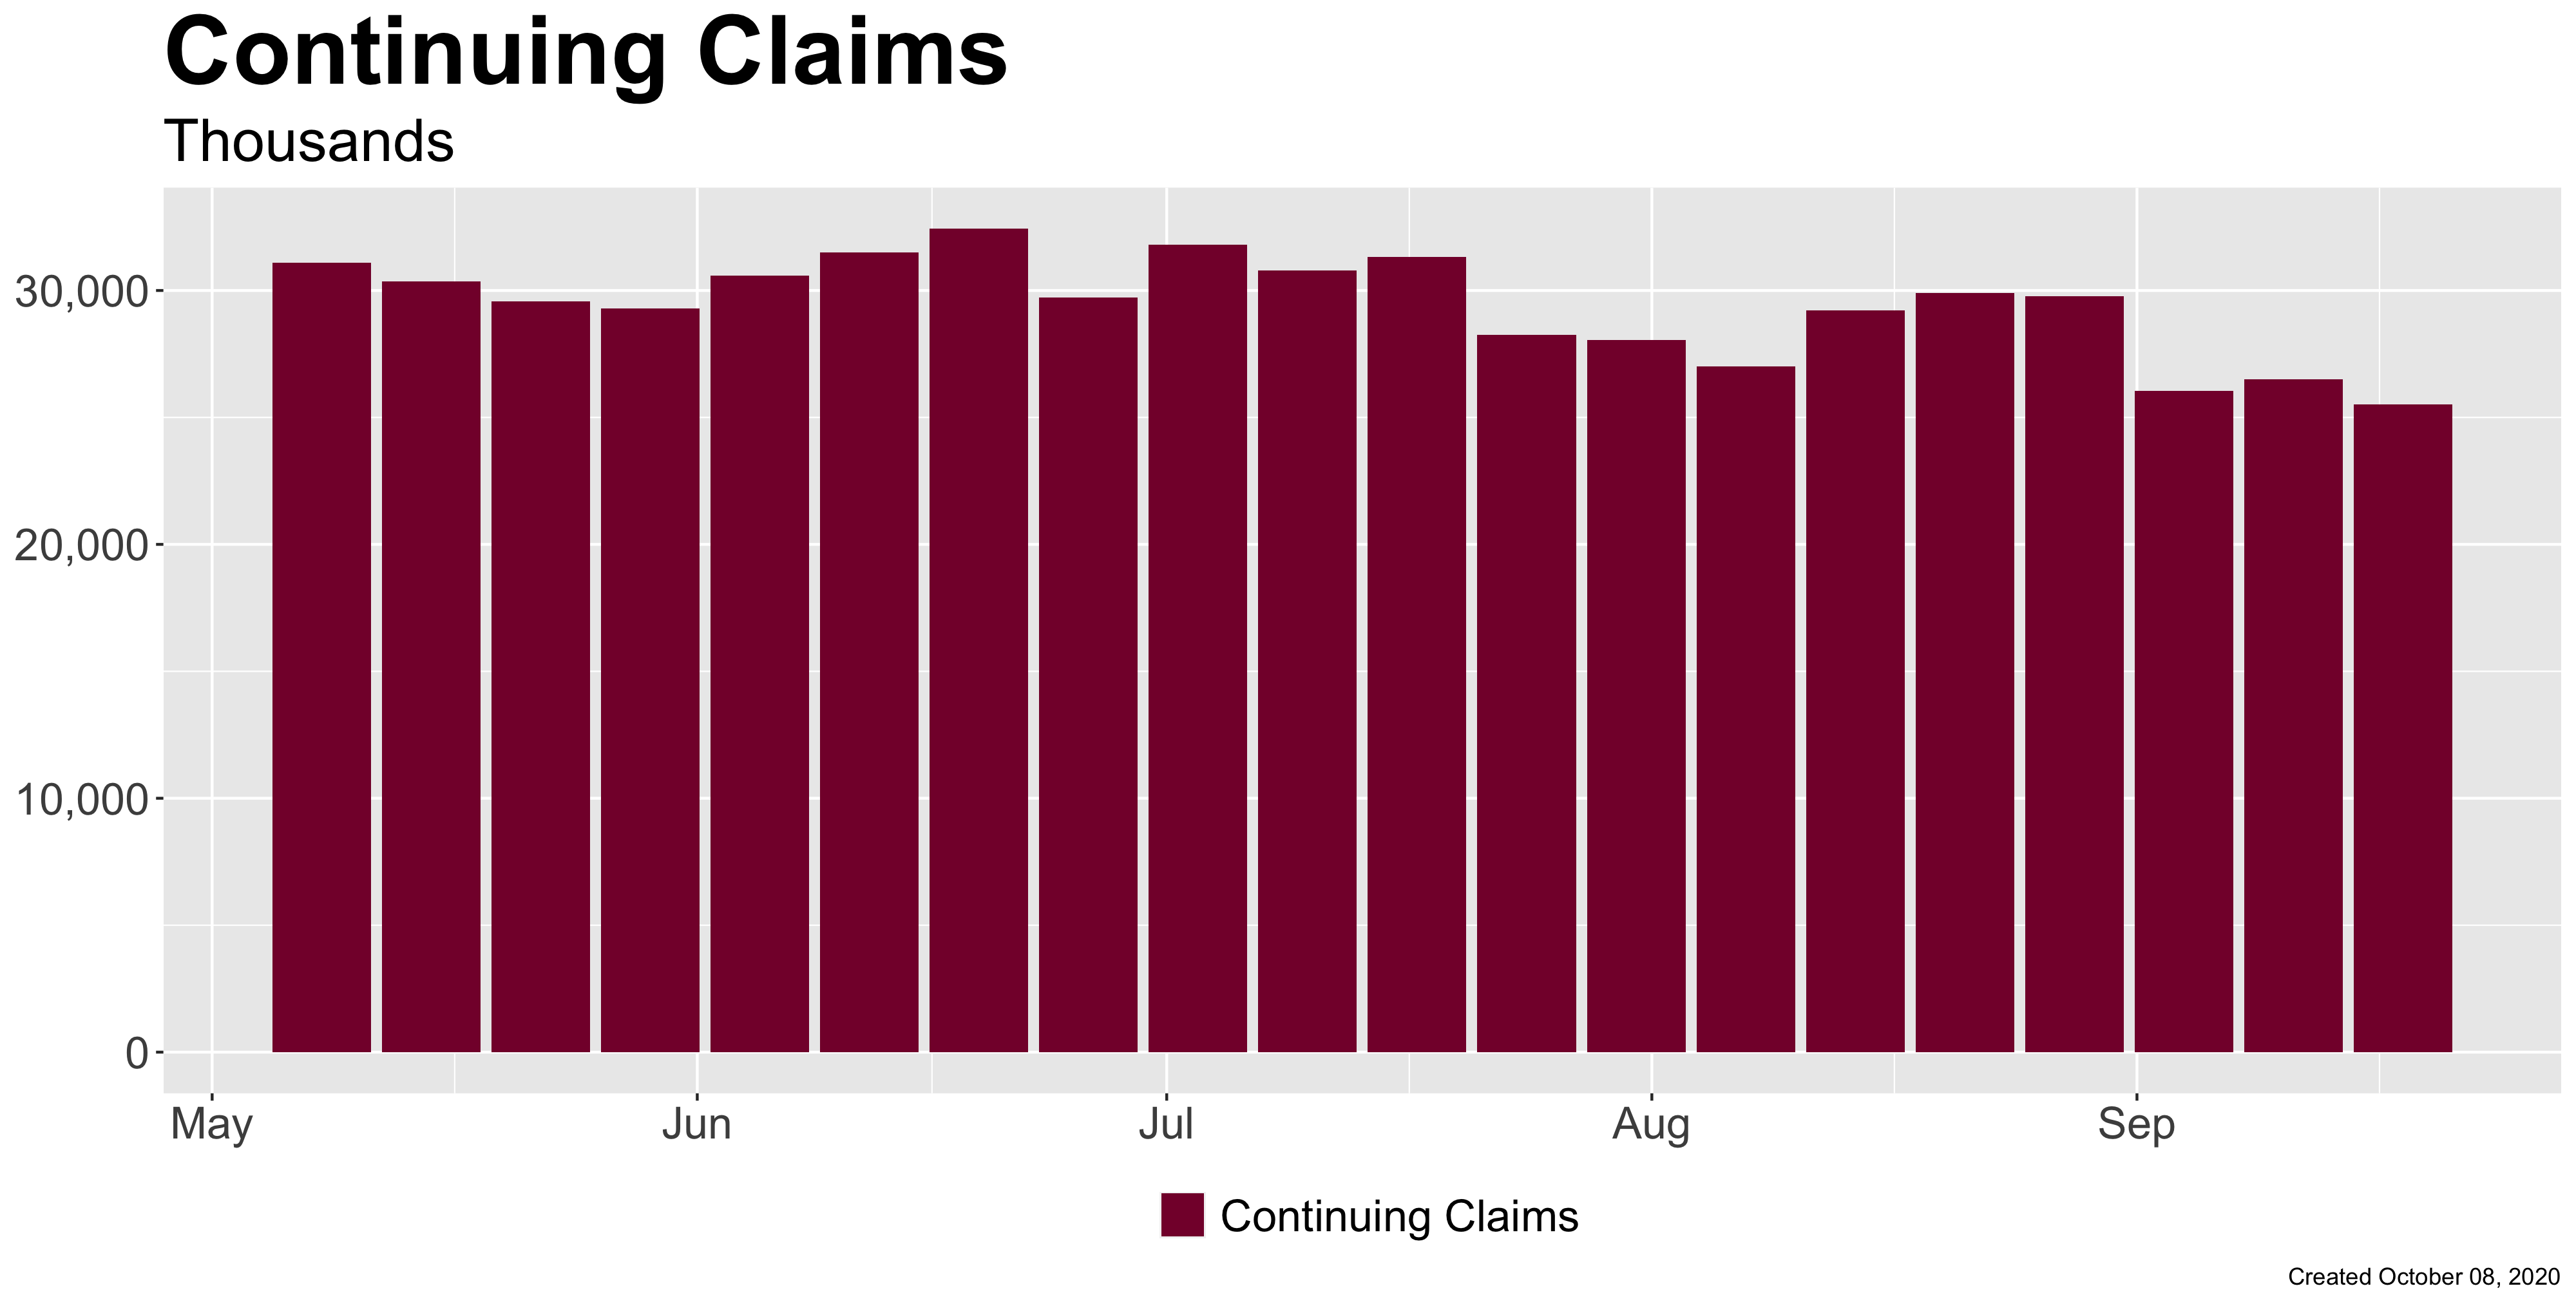 Continuing Claims
Thousands
30,000
20,000
10,000
0
May Jun Jul Aug Sep
Continuing Claims
Created October 08, 2020